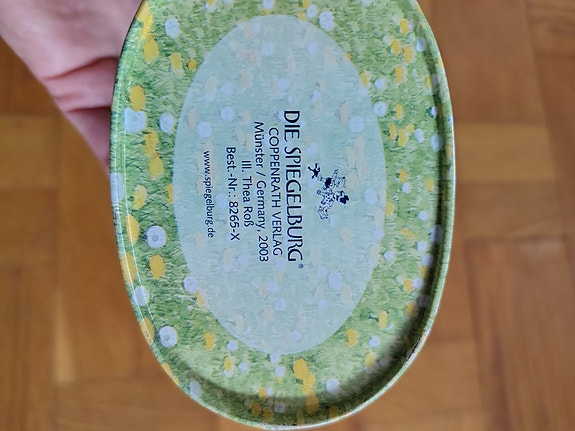 DIE SPIEGELBURG®
COPPENRATH VERLAG
Münster / Germany, 2003
Ill. Thea Roß
Best.-Nr.: 8265-X
www.spiegelburg.de